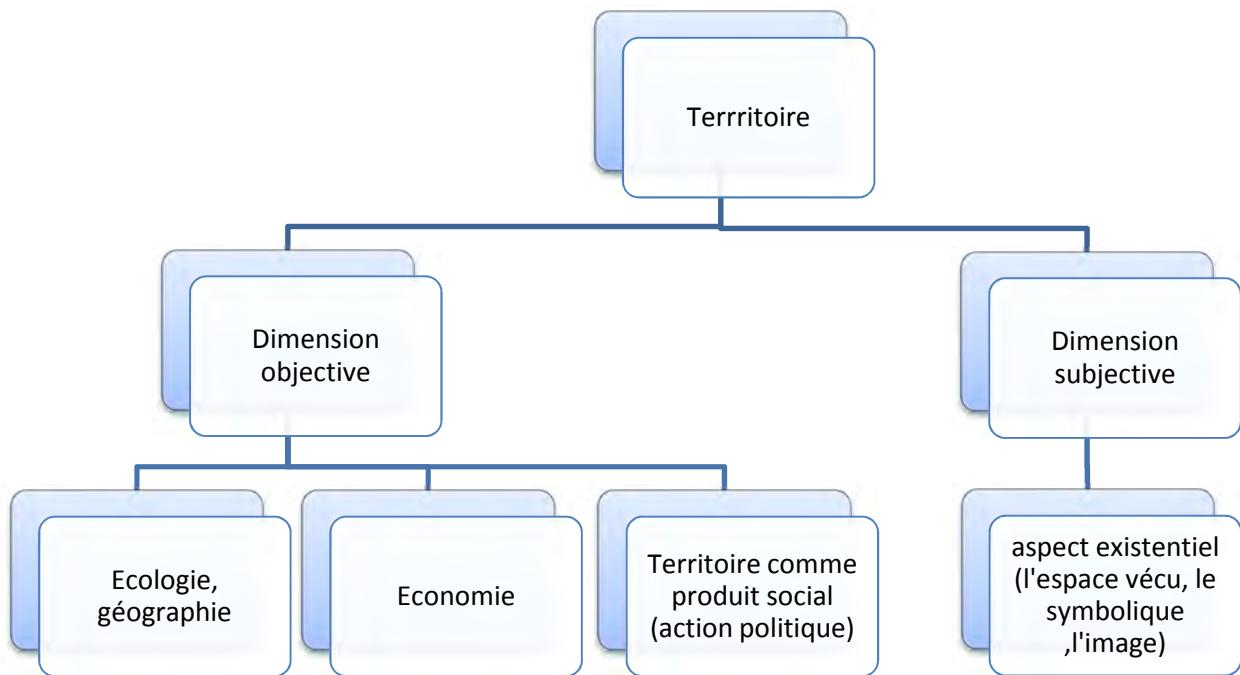 Terrritoire
Dimension
objective
Dimension
subjective
Ecologie,
géographie
Economie
Territoire comme
produit social
(action politique)
aspect existentiel
(l'espace vécu, le
symbolique
,l'image)